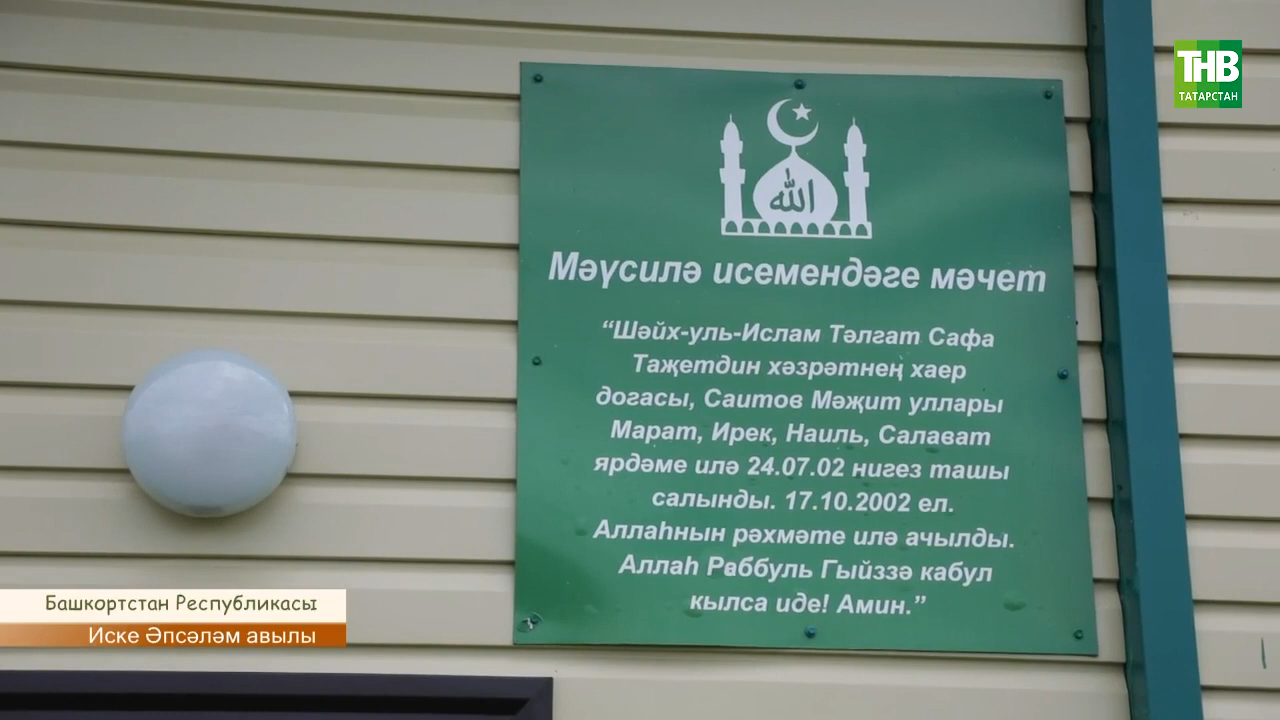 ТНВ
ТАТАРСТАН
الله
Мәүсилә исемендәге мәчет
“Шәйх-уль-Ислам Тәлгат Сафа
Таҗетдин хәзрәтнең хаер
догасы, Саитов Мәҗит уллары
Марат, Ирек, Наиль, Салават
ярдәме илә 24.07.02 нигез ташы
салынды. 17.10.2002 ел.
Аллаһнын рәхмәте илә ачылды.
Аллаһ Рәббуль Гыйззә кабул
кылса иде! Амин.”
Башкортстан Республикасы
Иске Әпсәләм авылы